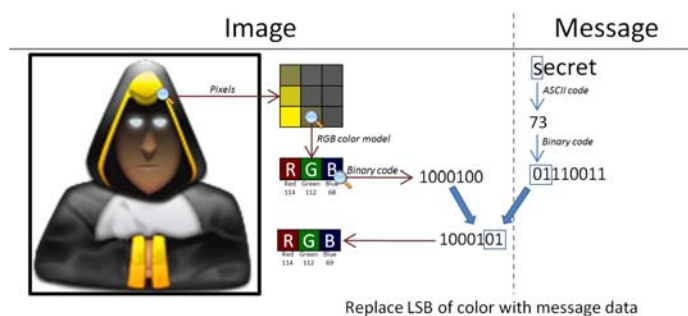 Image Message
secret
Pixels
ASCII code
73
RGB color model
Binary code
01110011
R G B
Red Green Blue
114 112 68
Binary code
1000100
R G B
Red Green Blue
114 112 69
1000101
Replace LSB of color with message data